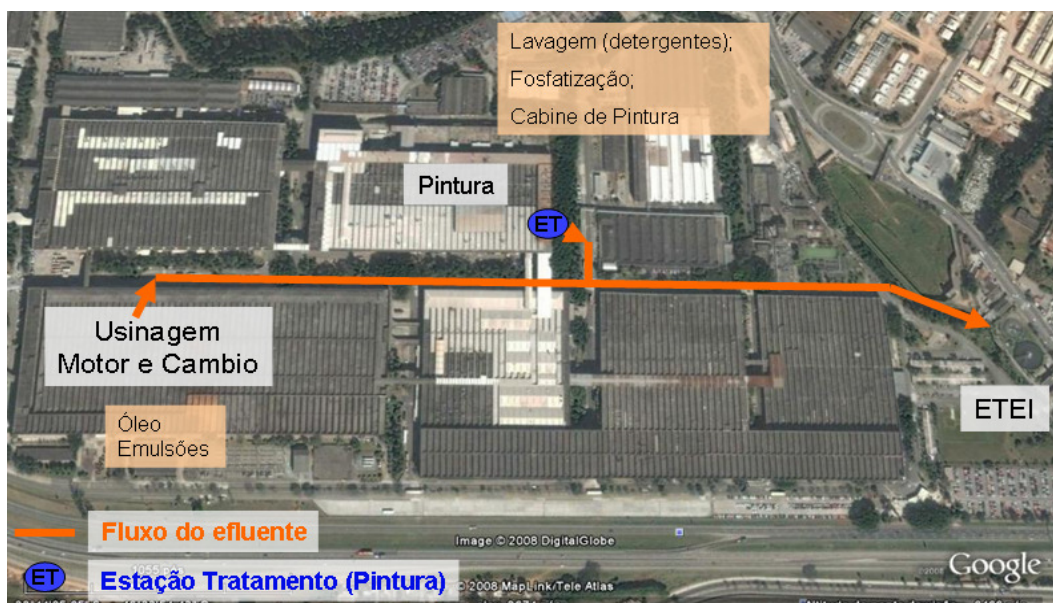 Lavagem (detergentes);
Fosfatização;
Cabine de Pintura
Pintura
ET
Usinagem
Motor e Cambio
ETEI
Óleo
Emulsões
Fluxo do efluente
Image © 2008 DigitalGlobe
Google
ET
Estação Tratamento (Pintura)
© 2008 MapLink/Tele Atlas